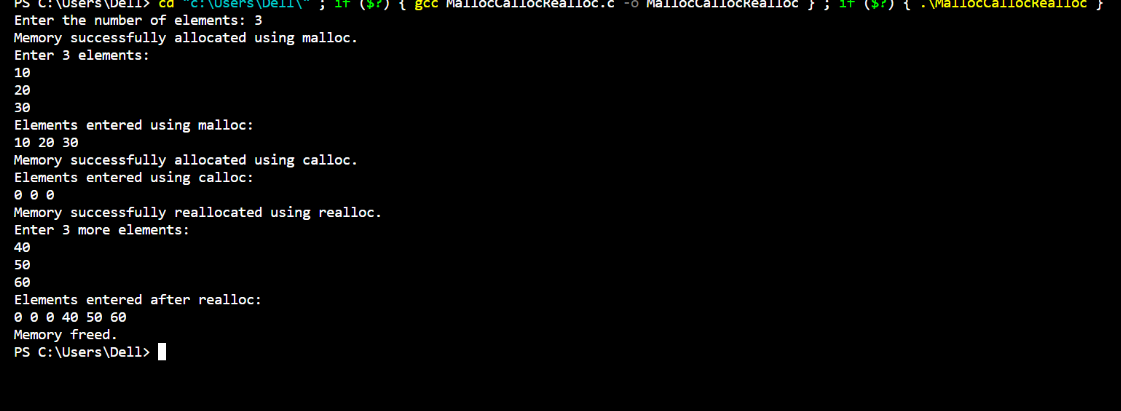 PS C:\Users\Dell> cd "c:\Users\Dell\" ; if ($?) { gcc MallocCallocRealloc.c -o MallocCallocRealloc } ; if ($?) { .\MallocCallocRealloc }
Enter the number of elements: 3
Memory successfully allocated using malloc.
Enter 3 elements:
10
20
30
Elements entered using malloc:
10 20 30
Memory successfully allocated using calloc.
Elements entered using calloc:
0 0 0
Memory successfully reallocated using realloc.
Enter 3 more elements:
40
50
60
Elements entered after realloc:
0 0 0 40 50 60
Memory freed.
PS C:\Users\Dell>